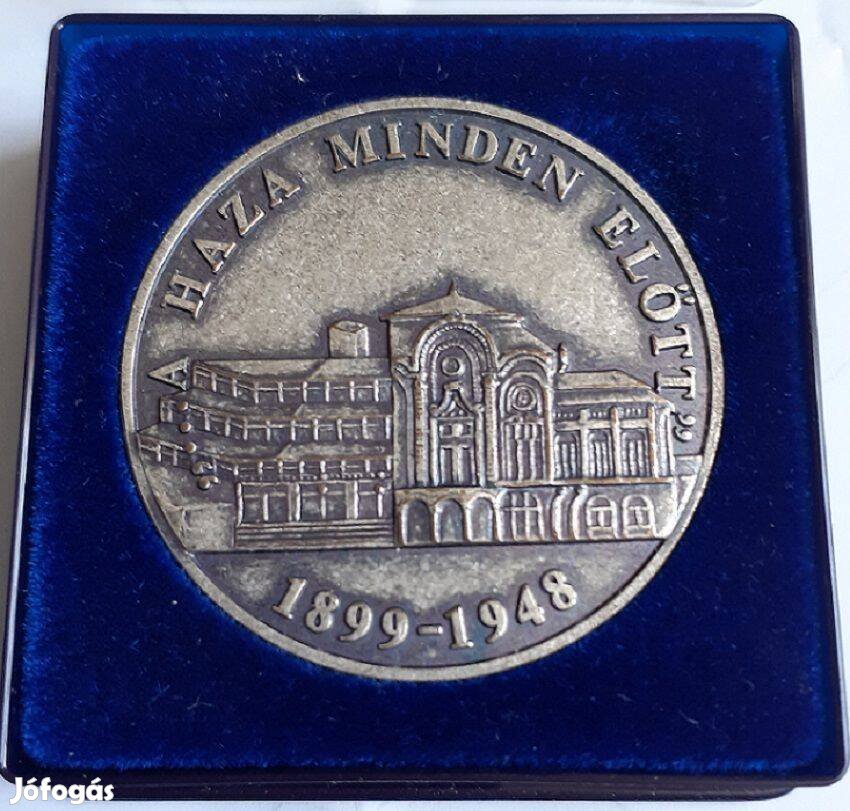 „A HAZA MINDEN ELŐTT”
1899-1948
Jófogás